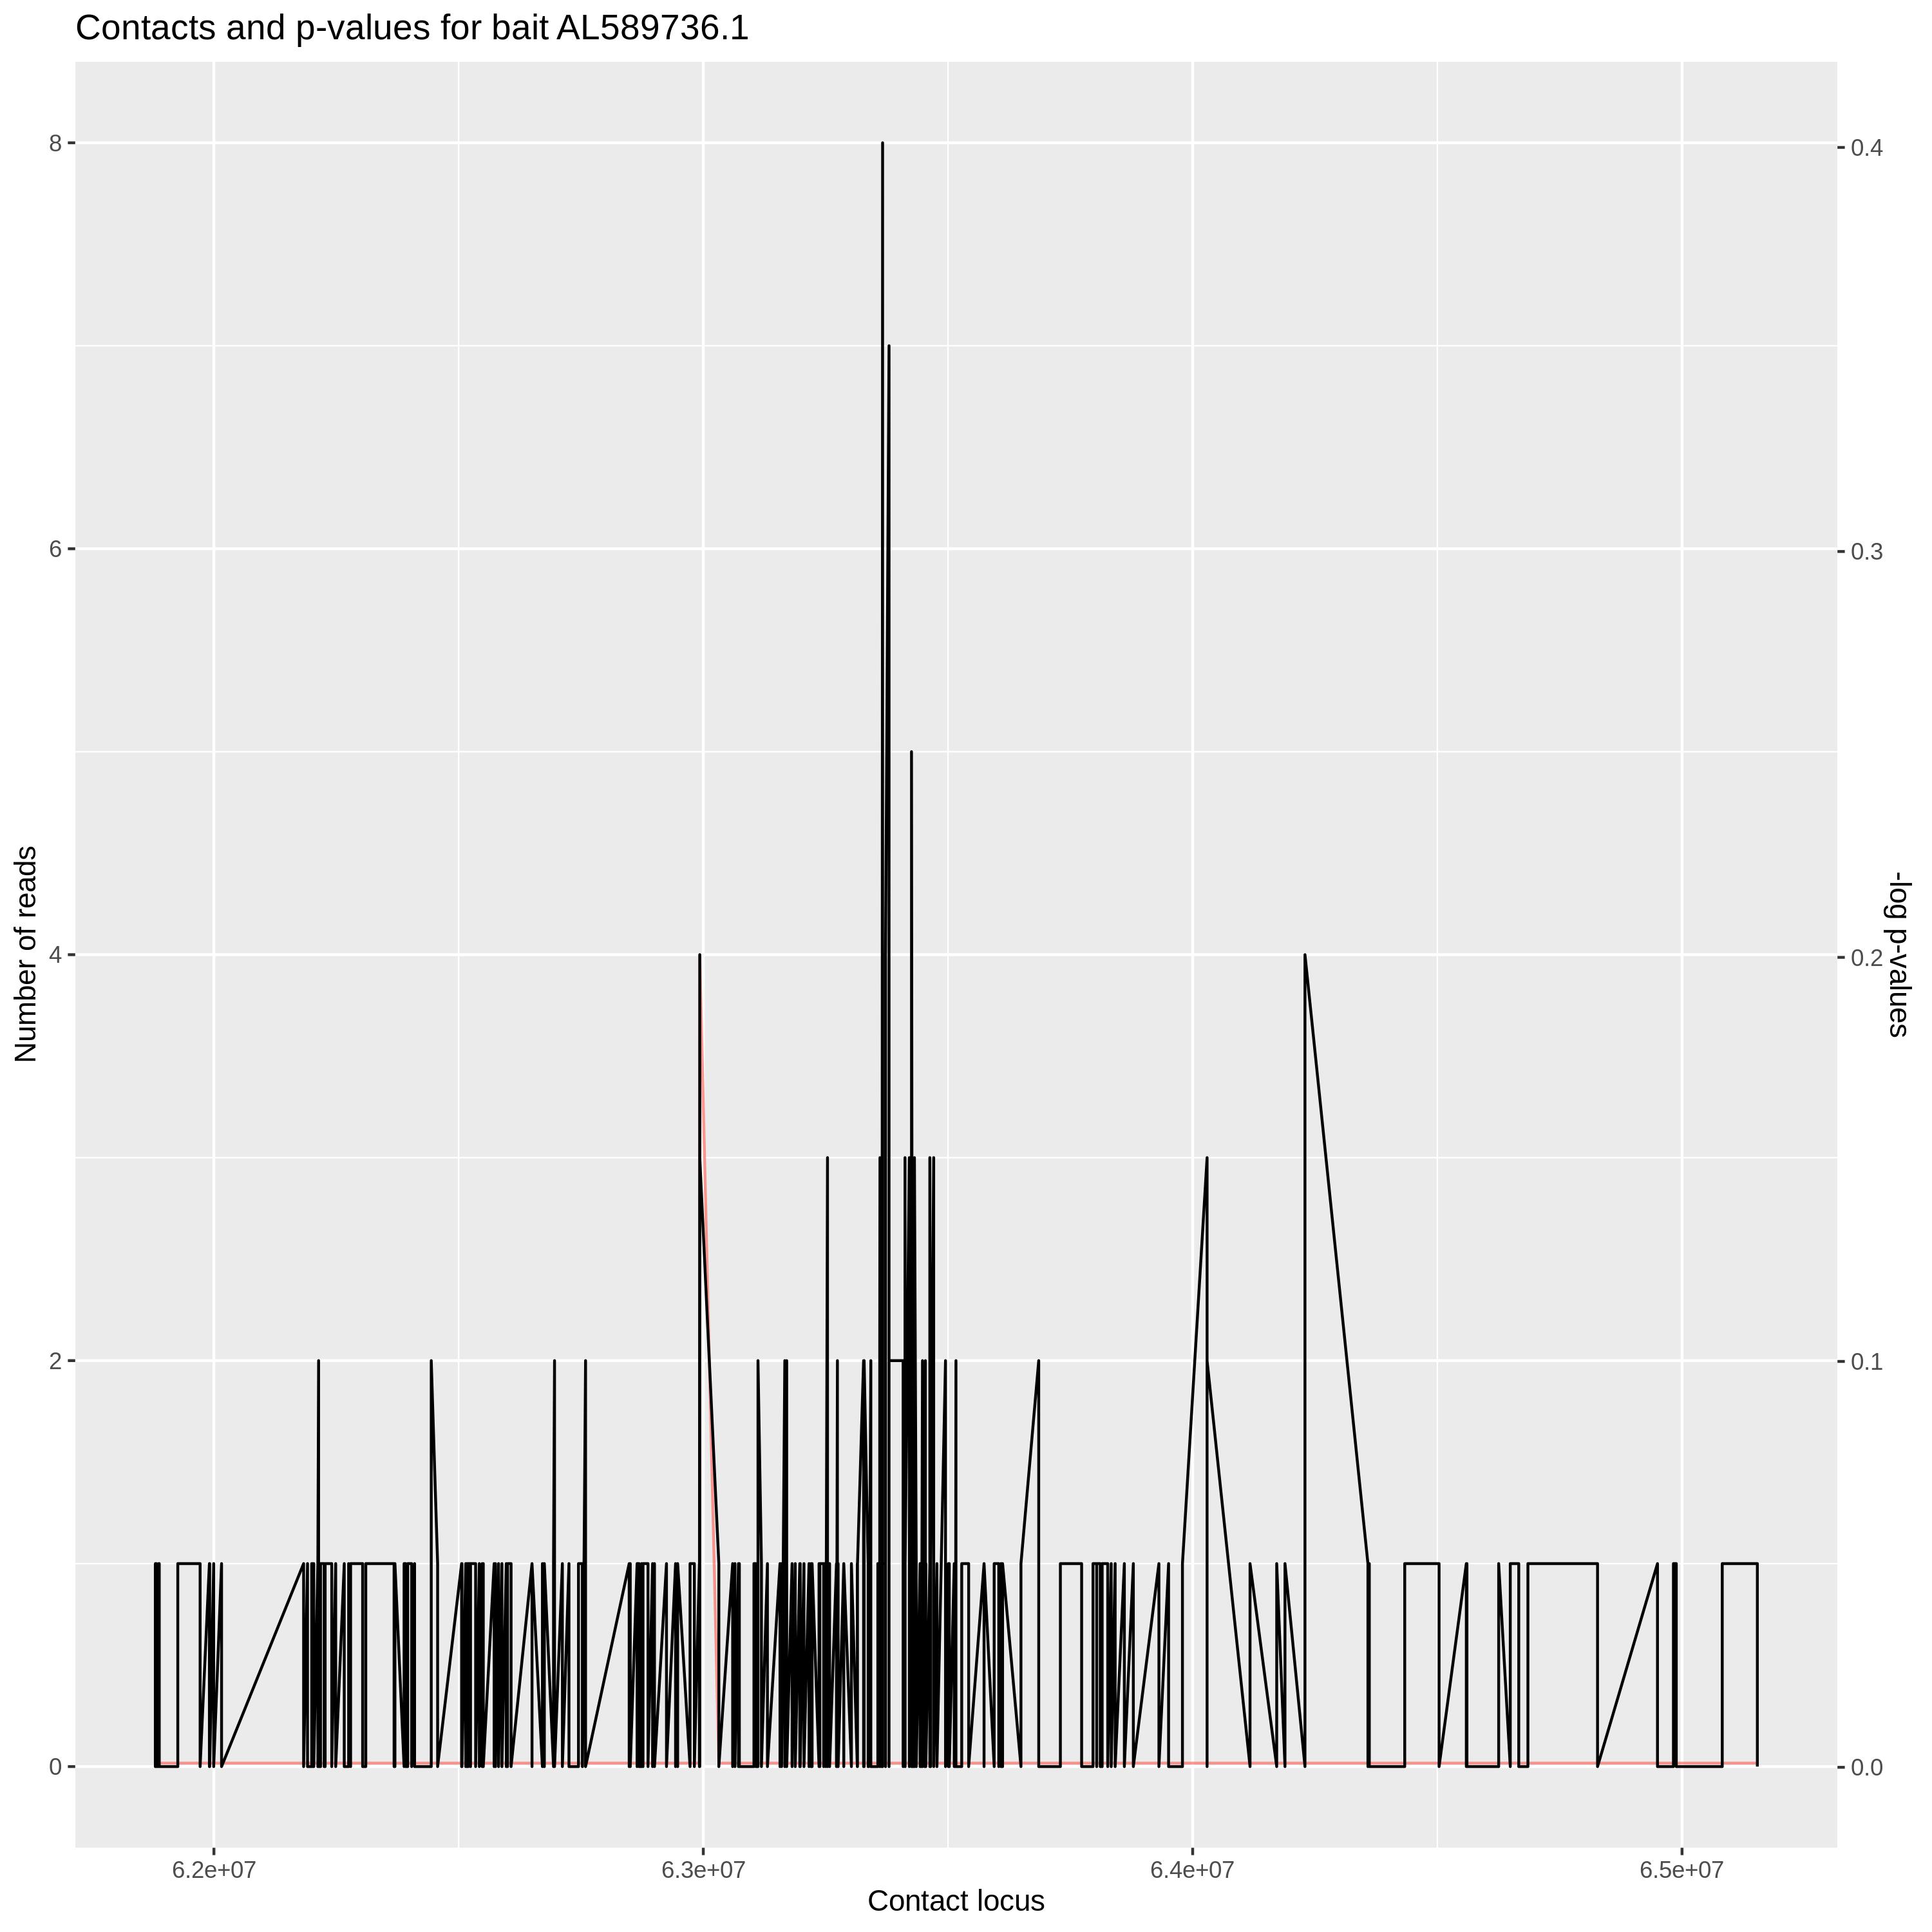 Contacts and p-values for bait AL589736.1
8
6
4
2
0
0.4
0.3
0.2
0.1
0.0
Number of reads
-log p-values
6.2e+07
6.3e+07
6.4e+07
6.5e+07
Contact locus